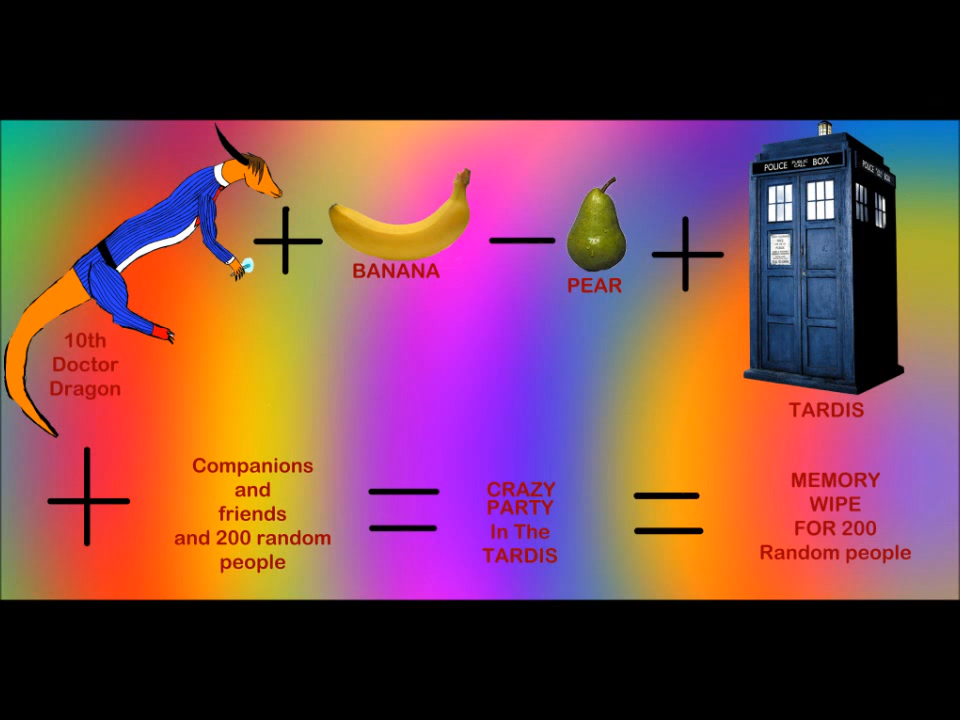 POLICE PUBLIC CALL BOX
BANANA
PEAR
10th
Doctor
Dragon
TARDIS
Companions
and
friends
and 200 random
people
CRAZY
PARTY
In The
TARDIS
MEMORY
WIPE
FOR 200
Random people